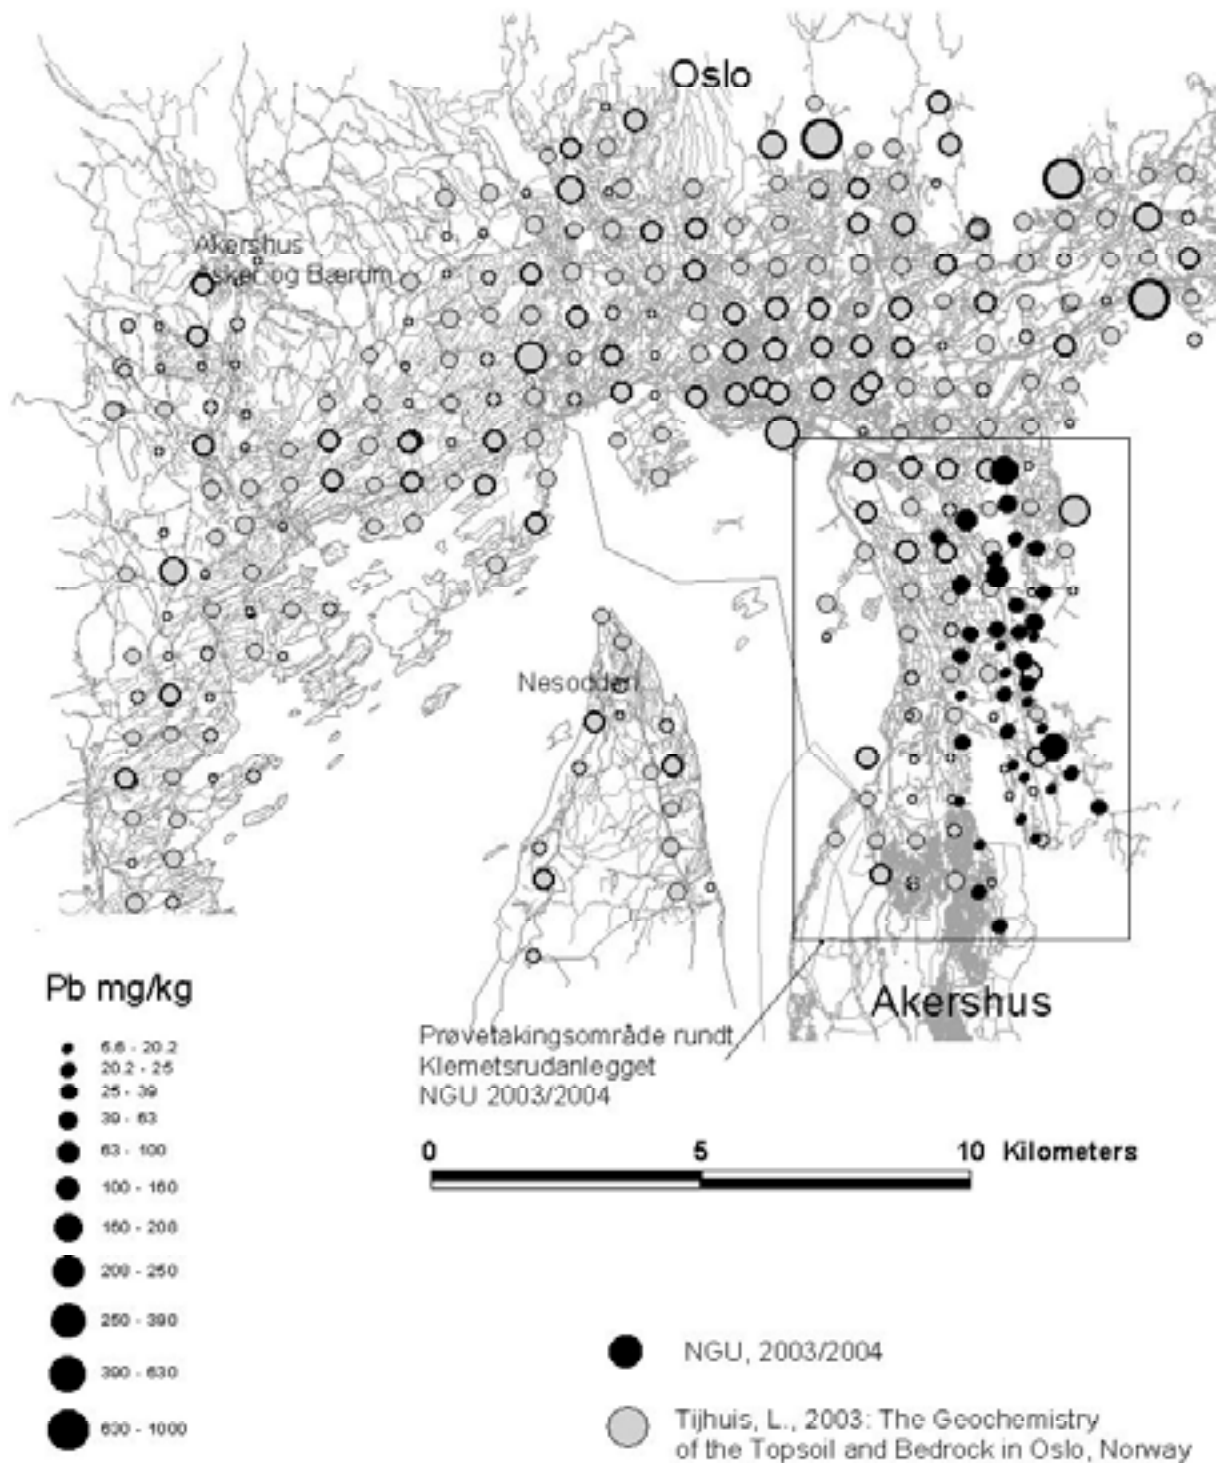 Oslo
Akershus
Asker og Bærum
Nesodden
Pb mg/kg
6.6 - 20.2
20.2 - 25
25 - 39
39 - 63
63 - 100
100 - 160
160 - 208
208 - 250
250 - 390
390 - 630
630 - 1000
Akershus
Prøvetakingsområde rundt
Klemetsrudanlegget
NGU 2003/2004
0 5 10 Kilometers
NGU, 2003/2004
Tijhuis, L., 2003: The Geochemistry
of the Topsoil and Bedrock in Oslo, Norway